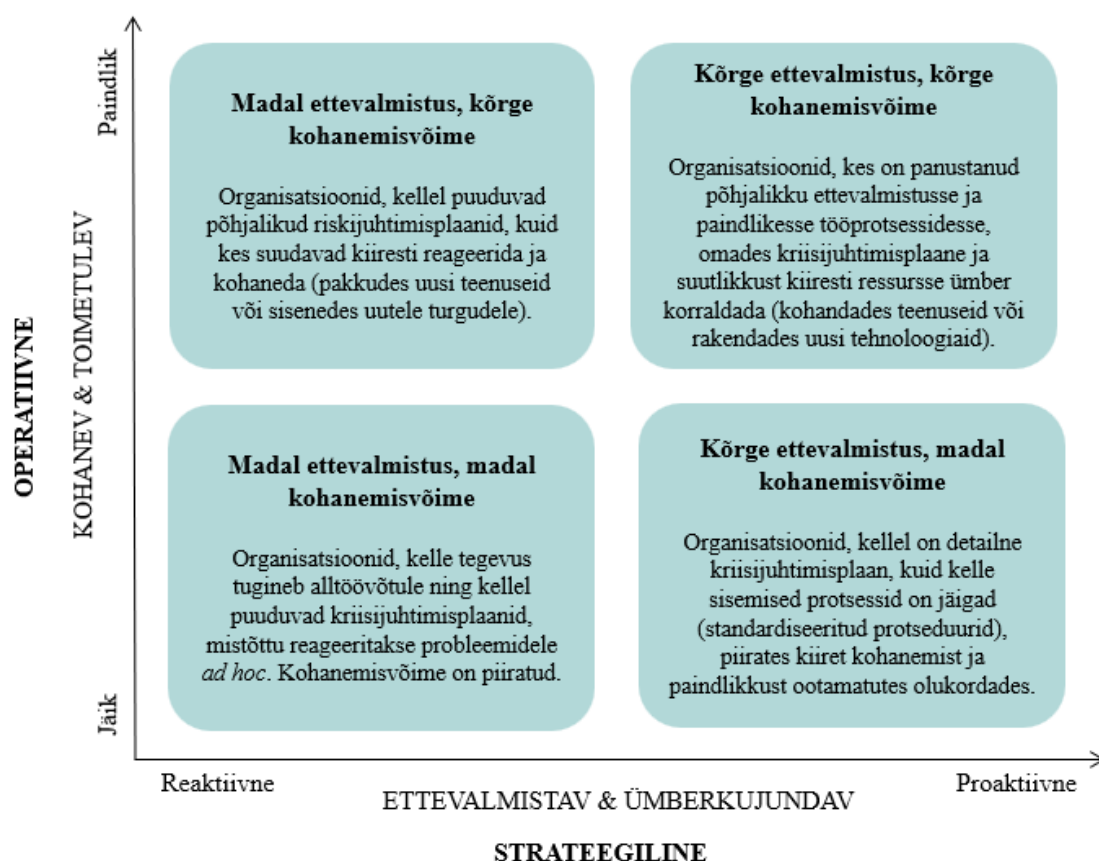 OPERATIIVNE
KOHANEV & TOIMETULEV
Paindlik
Jäik
Madal ettevalmistus, kõrge
kohanemisvõime
Organisatsioonid, kellel puuduvad
põhjalikud riskijuhtimisplaanid, kuid
kes suudavad kiiresti reageerida ja
kohaneda (pakkudes uusi teenuseid
või sisenedes uutele turgudele).
Kõrge ettevalmistus, kõrge
kohanemisvõime
Organisatsioonid, kes on panustanud
põhjalikku ettevalmistusse ja
paindlikesse tööprotsessidesse,
omades kriisijuhtimisplaane ja
suutlikkust kiiresti ressursse ümber
korraldada (kohandades teenuseid või
rakendades uusi tehnoloogiaid).
Madal ettevalmistus, madal
kohanemisvõime
Organisatsioonid, kelle tegevus
tugineb alltöövõtule ning kellel
puuduvad kriisijuhtimisplaanid,
mistõttu reageeritakse probleemidele
ad hoc. Kohanemisvõime on piiratud.
Kõrge ettevalmistus, madal
kohanemisvõime
Organisatsioonid, kellel on detailne
kriisijuhtimisplaan, kuid kelle
sisemised protsessid on jäigad
(standardiseeritud protseduurid),
piirates kiiret kohanemist ja
paindlikkust ootamatutes olukordades.
Reaktiivne
Proaktiivne
ETTEVALMISTAV & ÜMBERKUJUNDAV
STRATEEGILINE